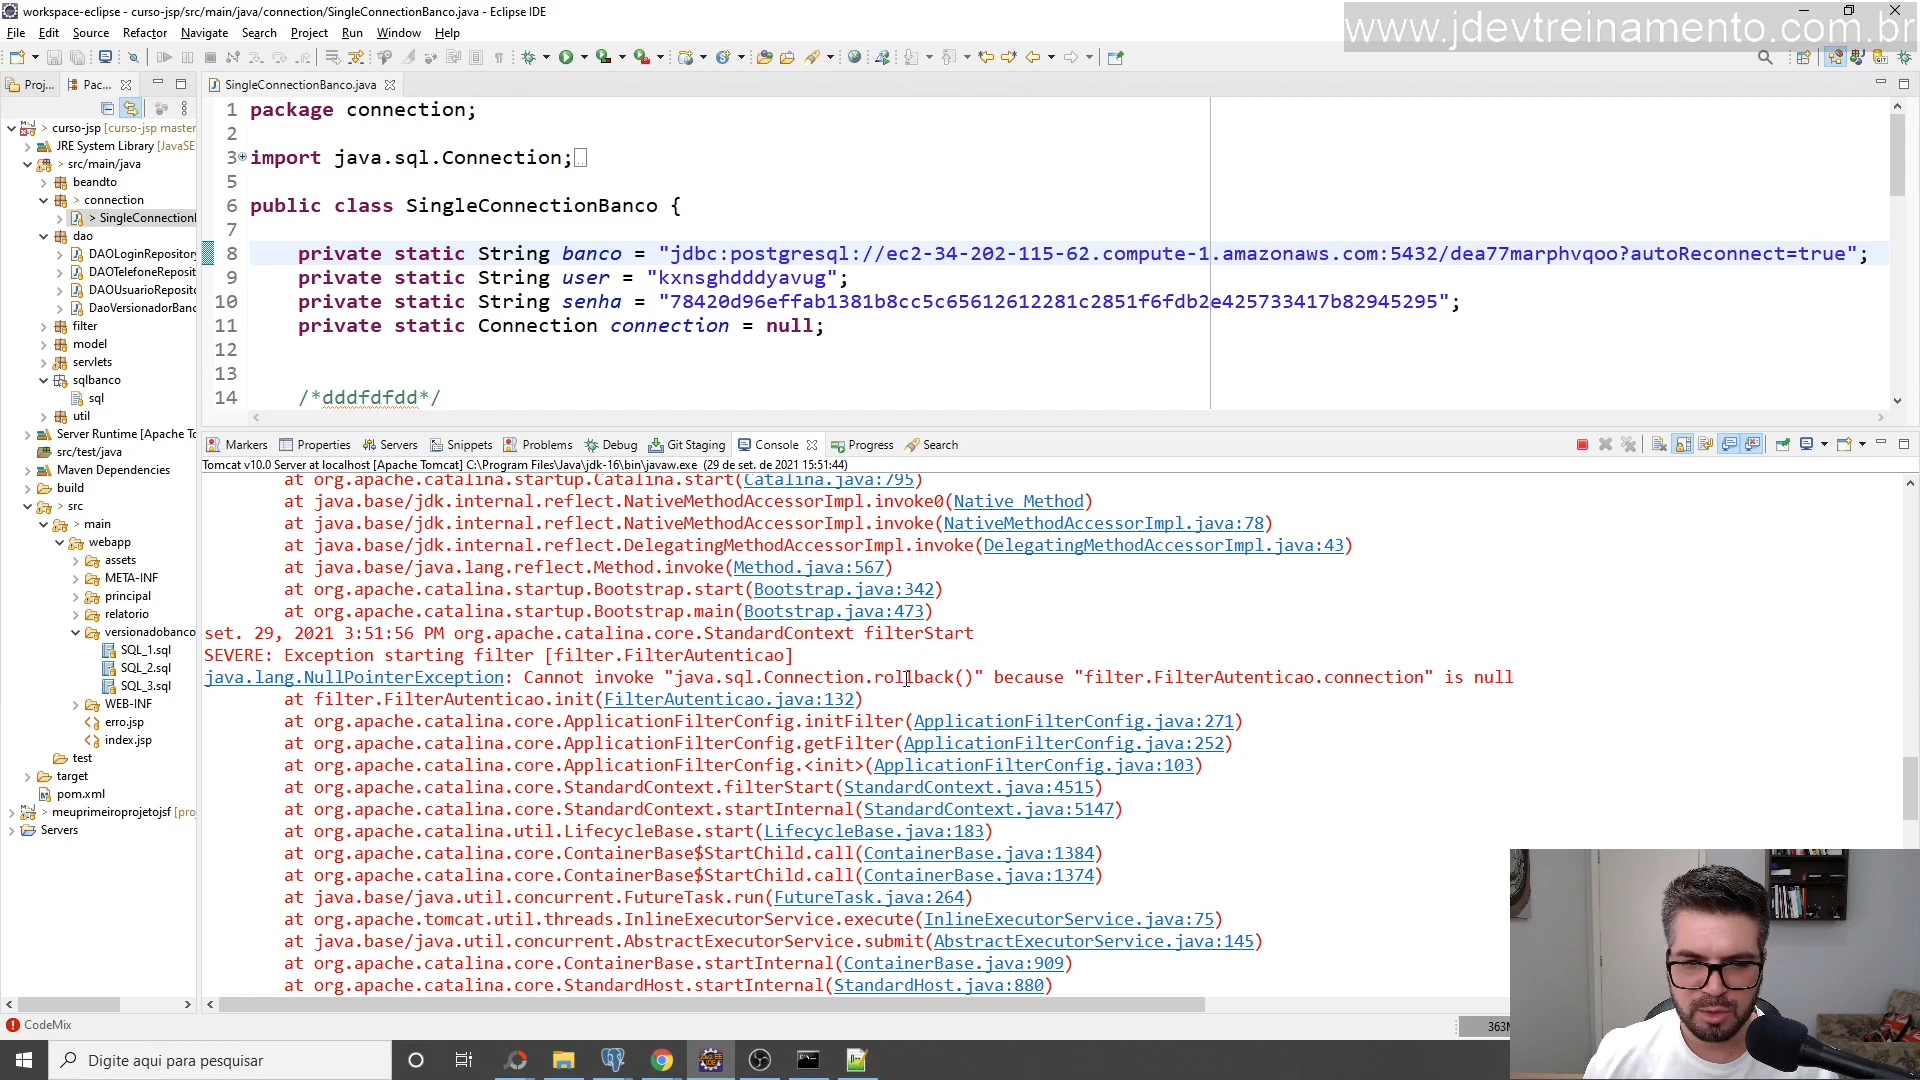 workspace-eclipse - curso-jsp/src/main/java/connection/SingleConnectionBanco.java - Eclipse IDE
www.jdevtreinamento.com.br
File Edit Source Refactor Navigate Search Project Run Window Help
Proj... Pac... SingleConnectionBanco.java
curso-jsp [curso-jsp master
JRE System Library [JavaSE
src/main/java
beandto
connection
SingleConnectionB
dao
DAOLoginRepository
DAOTelefoneReposit
DAOUsuarioReposito
DaoVersionadorBanc
filter
model
servlets
sqlbanco
sql
util
Server Runtime [Apache To
src/test/java
Maven Dependencies
build
src
main
webapp
assets
META-INF
principal
relatorio
versionadobanco
SQL_1.sql
SQL_2.sql
SQL_3.sql
WEB-INF
erro.jsp
index.jsp
test
target
pom.xml
meuprimeiroprojetojsf [pro
Servers
1 package connection;
2
3 import java.sql.Connection;
5
6 public class SingleConnectionBanco {
7
8 private static String banco = "jdbc:postgresql://ec2-34-202-115-62.compute-1.amazonaws.com:5432/dea77marphvqoo?autoReconnect=true";
9 private static String user = "kxnsghdddyavug";
10 private static String senha = "78420d96effab1381b8cc5c65612612281c2851f6fdb2e425733417b82945295";
11 private static Connection connection = null;
12
13
14 /*dddfdfdd*/
Markers Properties Servers Snippets Problems Debug Git Staging Console Progress Search
Tomcat v10.0 Server at localhost [Apache Tomcat] C:\Program Files\Java\jdk-16\bin\javaw.exe (29 de set. de 2021 15:51:44)
at org.apache.catalina.startup.Catalina.start(Catalina.java:795)
at java.base/jdk.internal.reflect.NativeMethodAccessorImpl.invoke0(Native Method)
at java.base/jdk.internal.reflect.NativeMethodAccessorImpl.invoke(NativeMethodAccessorImpl.java:78)
at java.base/jdk.internal.reflect.DelegatingMethodAccessorImpl.invoke(DelegatingMethodAccessorImpl.java:43)
at java.base/java.lang.reflect.Method.invoke(Method.java:567)
at org.apache.catalina.startup.Bootstrap.start(Bootstrap.java:342)
at org.apache.catalina.startup.Bootstrap.main(Bootstrap.java:473)
set. 29, 2021 3:51:56 PM org.apache.catalina.core.StandardContext filterStart
SEVERE: Exception starting filter [filter.FilterAutenticao]
java.lang.NullPointerException: Cannot invoke "java.sql.Connection.rollback()" because "filter.FilterAutenticao.connection" is null
at filter.FilterAutenticao.init(FilterAutenticao.java:132)
at org.apache.catalina.core.ApplicationFilterConfig.initFilter(ApplicationFilterConfig.java:271)
at org.apache.catalina.core.ApplicationFilterConfig.getFilter(ApplicationFilterConfig.java:252)
at org.apache.catalina.core.ApplicationFilterConfig.<init>(ApplicationFilterConfig.java:103)
at org.apache.catalina.core.StandardContext.filterStart(StandardContext.java:4515)
at org.apache.catalina.core.StandardContext.startInternal(StandardContext.java:5147)
at org.apache.catalina.util.LifecycleBase.start(LifecycleBase.java:183)
at org.apache.catalina.core.ContainerBase$StartChild.call(ContainerBase.java:1384)
at org.apache.catalina.core.ContainerBase$StartChild.call(ContainerBase.java:1374)
at java.base/java.util.concurrent.FutureTask.run(FutureTask.java:264)
at org.apache.tomcat.util.threads.InlineExecutorService.execute(InlineExecutorService.java:75)
at java.base/java.util.concurrent.AbstractExecutorService.submit(AbstractExecutorService.java:145)
at org.apache.catalina.core.ContainerBase.startInternal(ContainerBase.java:909)
at org.apache.catalina.core.StandardHost.startInternal(StandardHost.java:880)
CodeMix
363M
Digite aqui para pesquisar